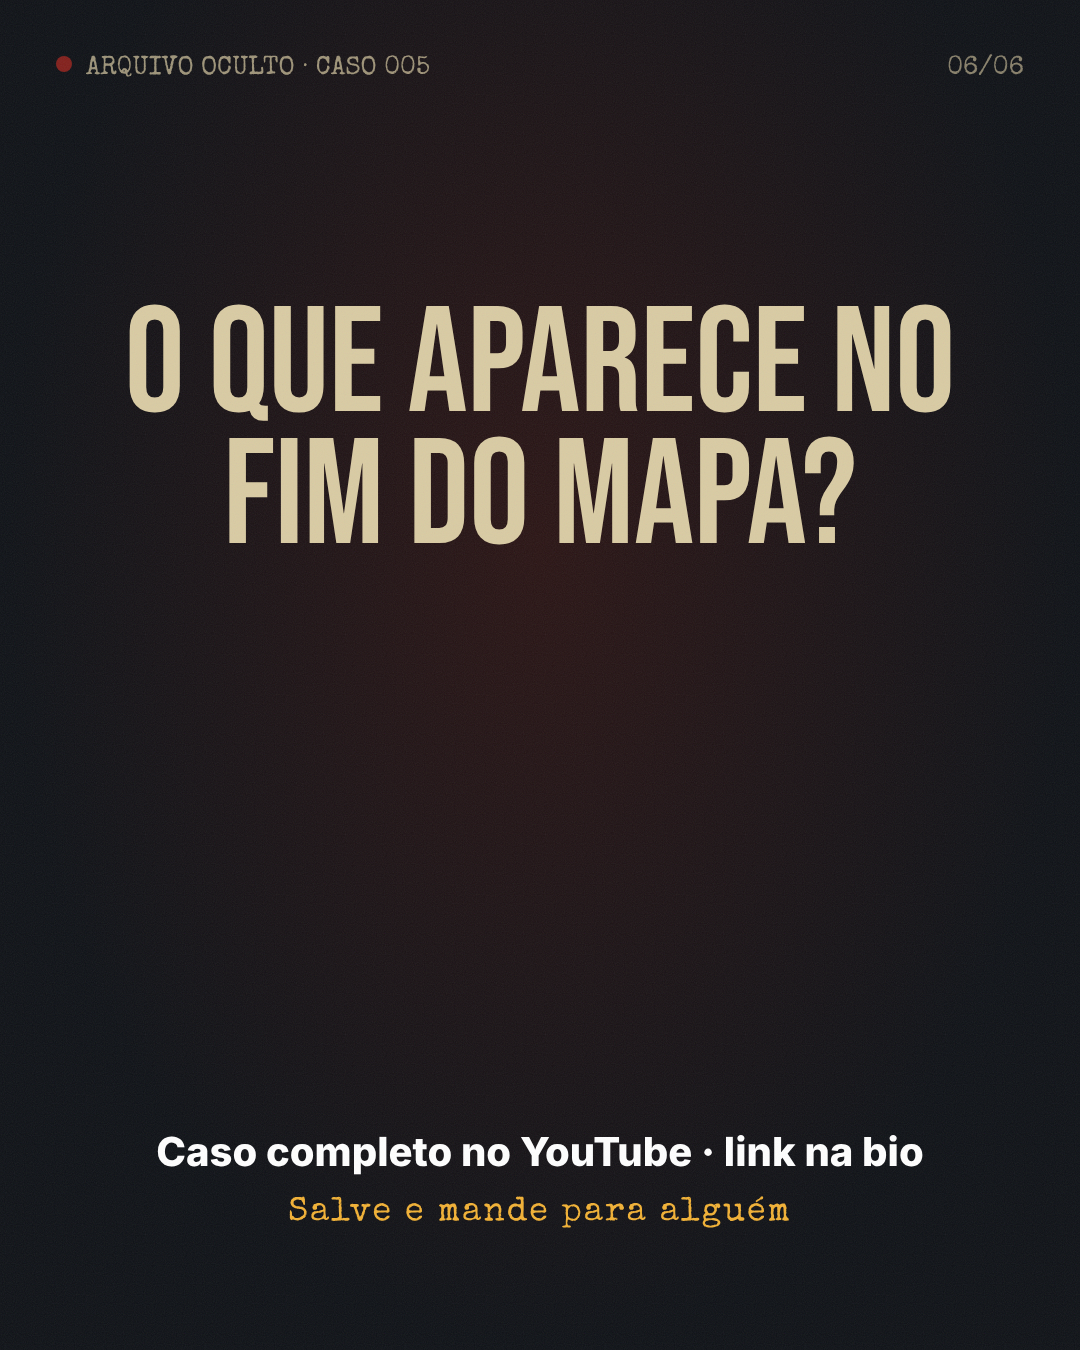 ARQUIVO OCULTO · CASO 005
06/06
O QUE APARECE NO
FIM DO MAPA?
Caso completo no YouTube · link na bio
Salve e mande para alguém